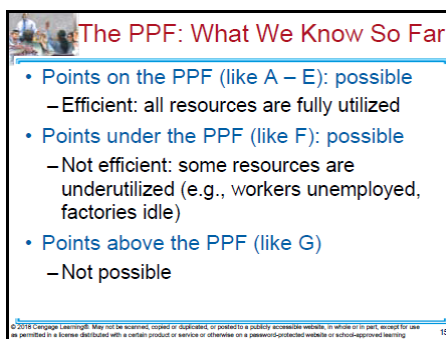 The PPF: What We Know So Far
• Points on the PPF (like A – E): possible
– Efficient: all resources are fully utilized
• Points under the PPF (like F): possible
– Not efficient: some resources are
underutilized (e.g., workers unemployed,
factories idle)
• Points above the PPF (like G)
– Not possible
© 2018 Cengage Learning®. May not be scanned, copied or duplicated, or posted to a publicly accessible website, in whole or in part, except for use
as permitted in a license distributed with a certain product or service or otherwise on a password-protected website or school-approved learning
15